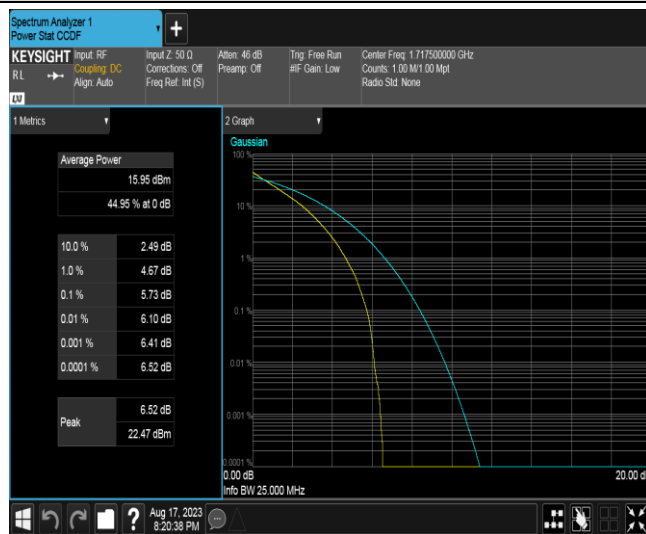 Spectrum Analyzer 1
Power Stat CCDF
+
KEYSIGHT
RL
LXI
Input: RF
Coupling: DC
Align: Auto
Input Z: 50 Ω
Corrections: Off
Freq Ref: Int (S)
Atten: 46 dB
Preamp: Off
Trig: Free Run
#IF Gain: Low
Center Freq: 1.717500000 GHz
Counts: 1.00 M/1.00 Mpt
Radio Std: None
1 Metrics
Average Power
15.95 dBm
44.95 % at 0 dB
10.0 % 2.49 dB
1.0 % 4.67 dB
0.1 % 5.73 dB
0.01 % 6.10 dB
0.001 % 6.41 dB
0.0001 % 6.52 dB
Peak
6.52 dB
22.47 dBm
2 Graph
Gaussian
100 %
10 %
1 %
0.1 %
0.01 %
0.001 %
0.0001 %
0.00 dB
20.00 d
Info BW 25.000 MHz
?
Aug 17, 2023
8:20:38 PM